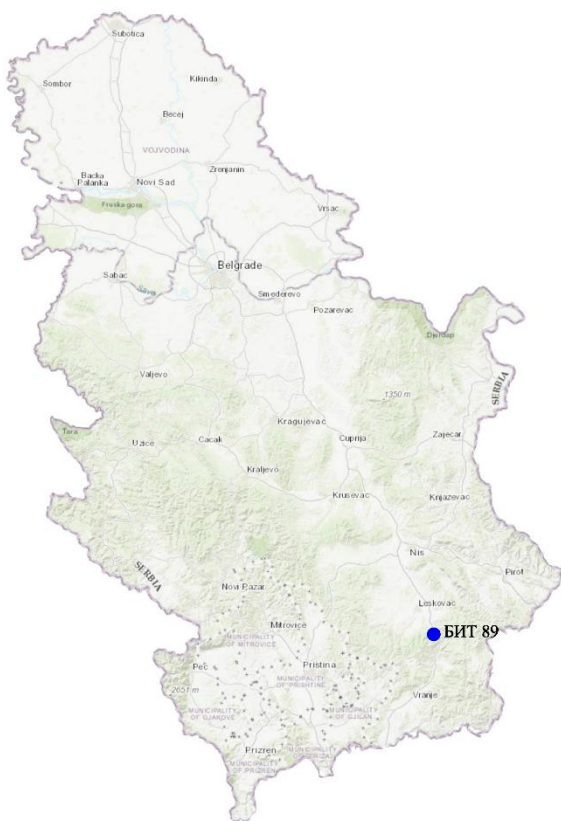 Subotica
Kikinda
Sombor
Becej
VOJVODINA
Zrenjanin
Backa
Palanka
Novi Sad
Fruska gora
Vrsac
Belgrade
Sabac
Sava
Smederevo
Pozarevac
Djerdap
SERBIA
Valjevo
1350 m
Kragujevac
Tara
Uzice
Cacak
Cuprija
Zajecar
Kraljevo
Krusevac
Knjazevac
Nis
Pirot
SERBIA
Novi Pazar
Leskovac
Mitrovice
БИТ 89
MUNICIPALITY
OF MITROVICE
Peć
Pristina
2651 m
MUNICIPALITY
OF PRISHTINE
Vranje
MUNICIPALITY
OF GJAKOVE
MUNICIPALITY
OF GJILAN
Prizren
MUNICIPALITY
MUNICIPALITY
OF PRIZREN